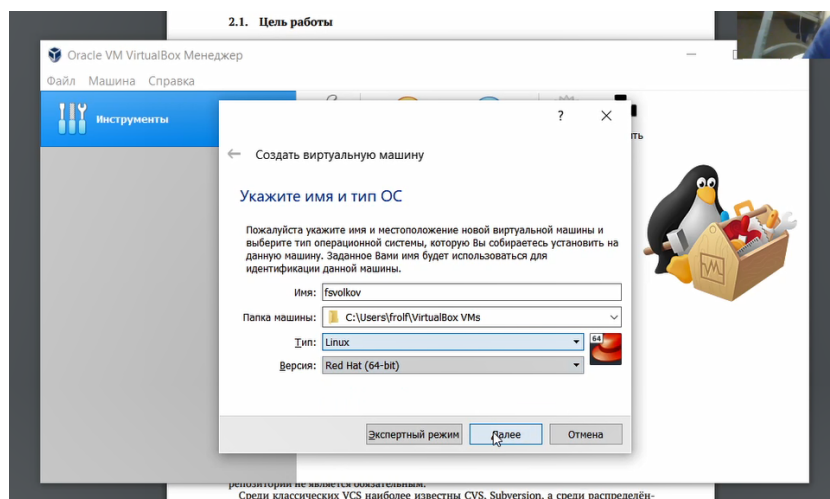 2.1. Цель работы
Oracle VM VirtualBox Менеджер
Файл Машина Справка
Инструменты
?
ть
Создать виртуальную машину
Укажите имя и тип ОС
Пожалуйста укажите имя и местоположение новой виртуальной машины и
выберите тип операционной системы, которую Вы собираетесь установить на
данную машину. Заданное Вами имя будет использоваться для
идентификации данной машины.
Имя: fsvolkov
Папка машины: C:\Users\frolf\VirtualBox VMs
Тип: Linux
64
Версия: Red Hat (64-bit)
Экспертный режим Далее Отмена
репозитории не является обязательным.
Среди классических VCS наиболее известны CVS, Subversion, а среди распределён-